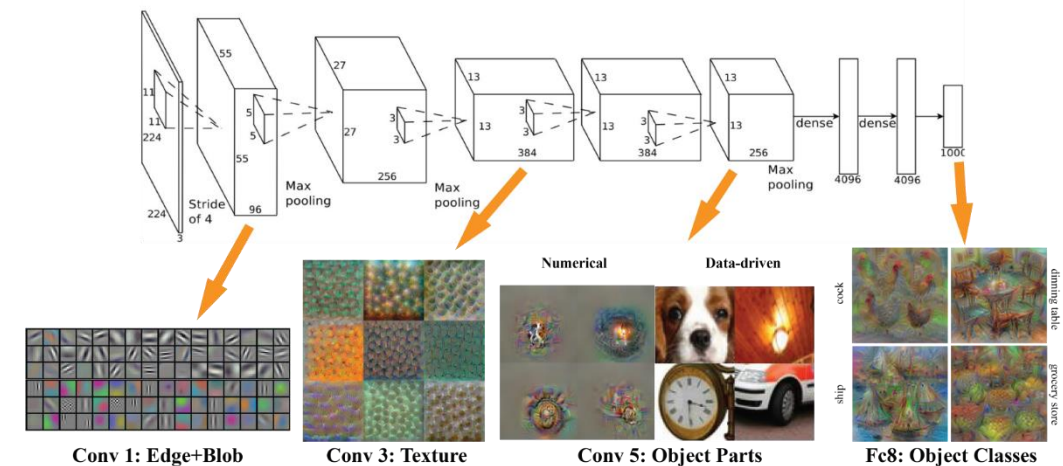 11
11
224
224
3
Stride
of 4
55
55
5
5
96
Max
pooling
27
27
3
3
256
Max
pooling
13
13
3
3
384
13
13
3
3
384
13
13
256
Max
pooling
dense
4096
dense
4096
1000
Conv 1: Edge+Blob
Conv 3: Texture
Numerical
Data-driven
Conv 5: Object Parts
cock
dinning table
ship
grocery store
Fc8: Object Classes